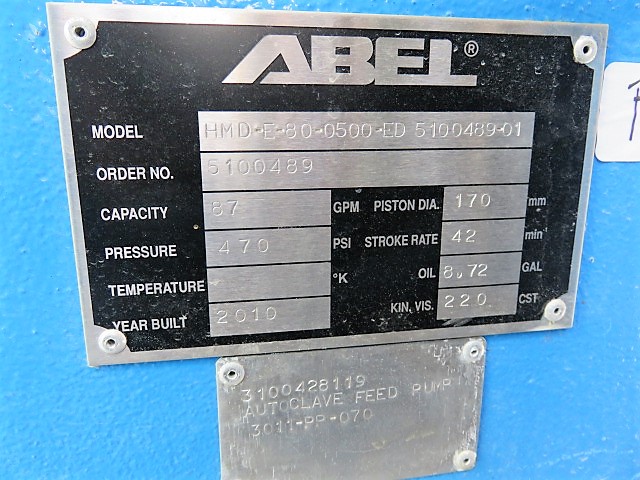 ABEL®
MODEL HMD-E-80-0500-ED 5100489-01
ORDER NO. 5100489
CAPACITY 87 GPM PISTON DIA. 170 mm
PRESSURE 470 PSI STROKE RATE 42 min⁻¹
TEMPERATURE °K OIL 8.72 GAL
YEAR BUILT 2010 KIN. VIS. 220 CST
3100428119
AUTOCLAVE FEED PUMP
3011-PP-070